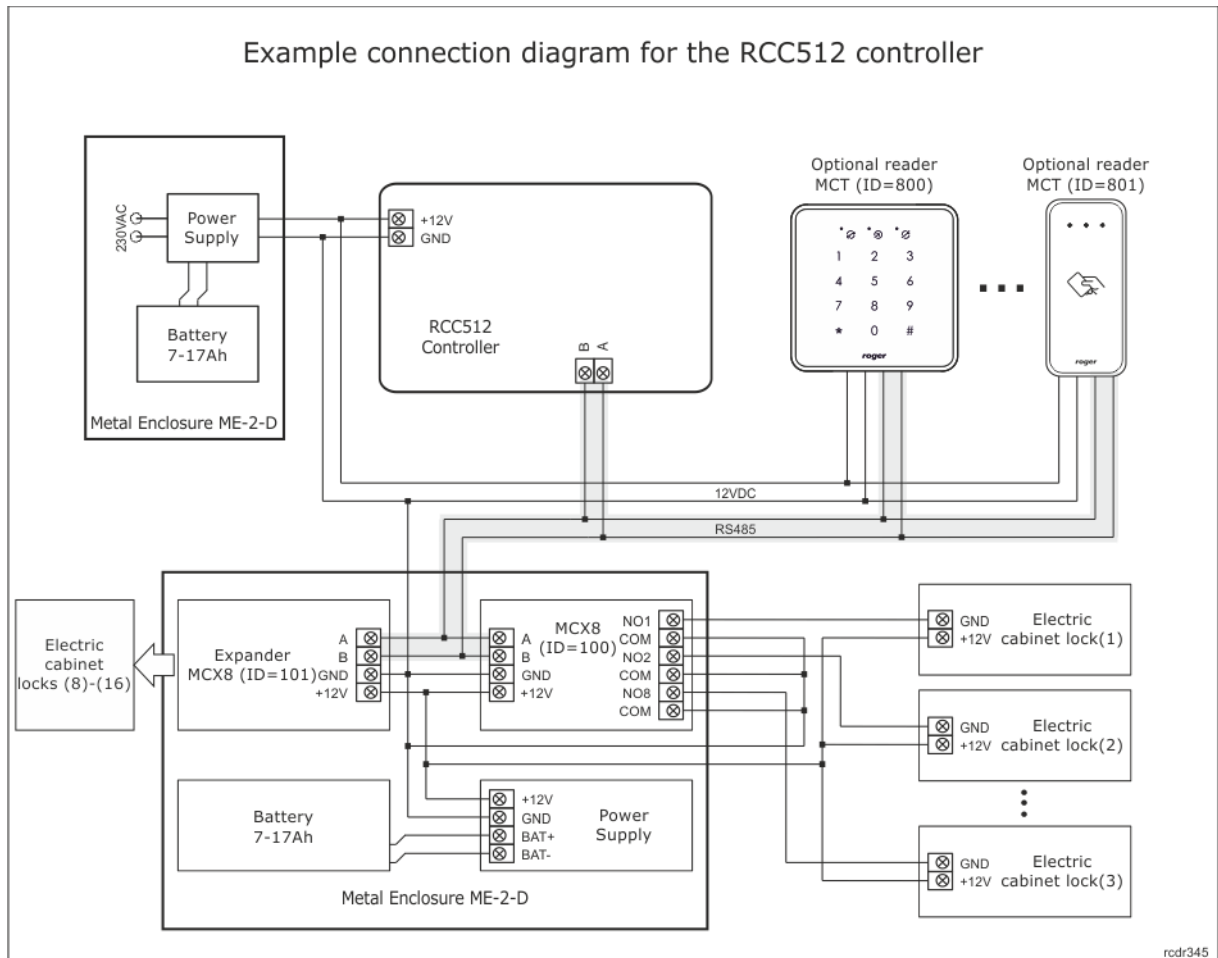 Example connection diagram for the RCC512 controller
230VAC
Power
Supply
Battery
7-17Ah
Metal Enclosure ME-2-D
+12V
GND
RCC512
Controller
B
A
Optional reader
MCT (ID=800)
1 2 3
4 5 6
7 8 9
* 0 #
roger
Optional reader
MCT (ID=801)
roger
12VDC
RS485
Electric
cabinet
locks (8)-(16)
Expander
MCX8 (ID=101)
A
B
GND
+12V
A
B
GND
+12V
MCX8
(ID=100)
NO1
COM
NO2
COM
NO8
COM
Battery
7-17Ah
+12V
GND
BAT+
BAT-
Power
Supply
Metal Enclosure ME-2-D
GND
+12V
Electric
cabinet lock(1)
GND
+12V
Electric
cabinet lock(2)
GND
+12V
Electric
cabinet lock(3)
rcdr345